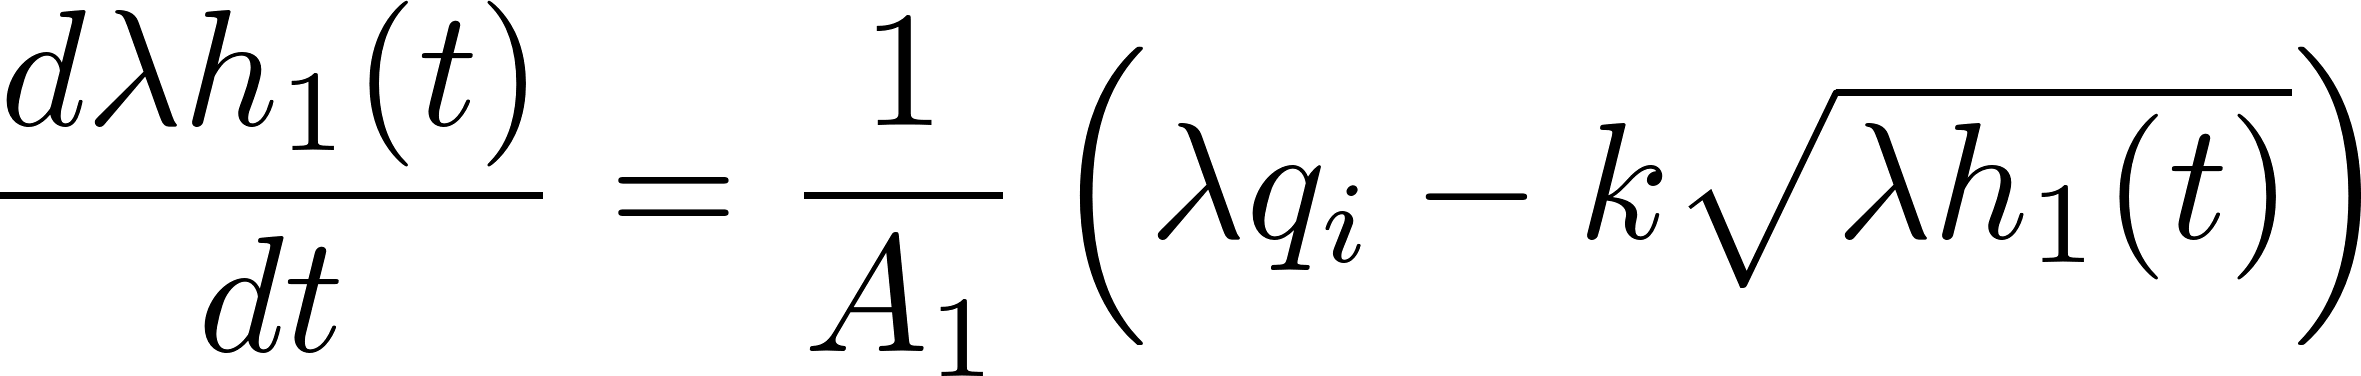 \frac{d\lambda h_1(t)}{dt} = \frac{1}{A_1} \left( \lambda q_i - k \sqrt{\lambda h_1(t)} \right)